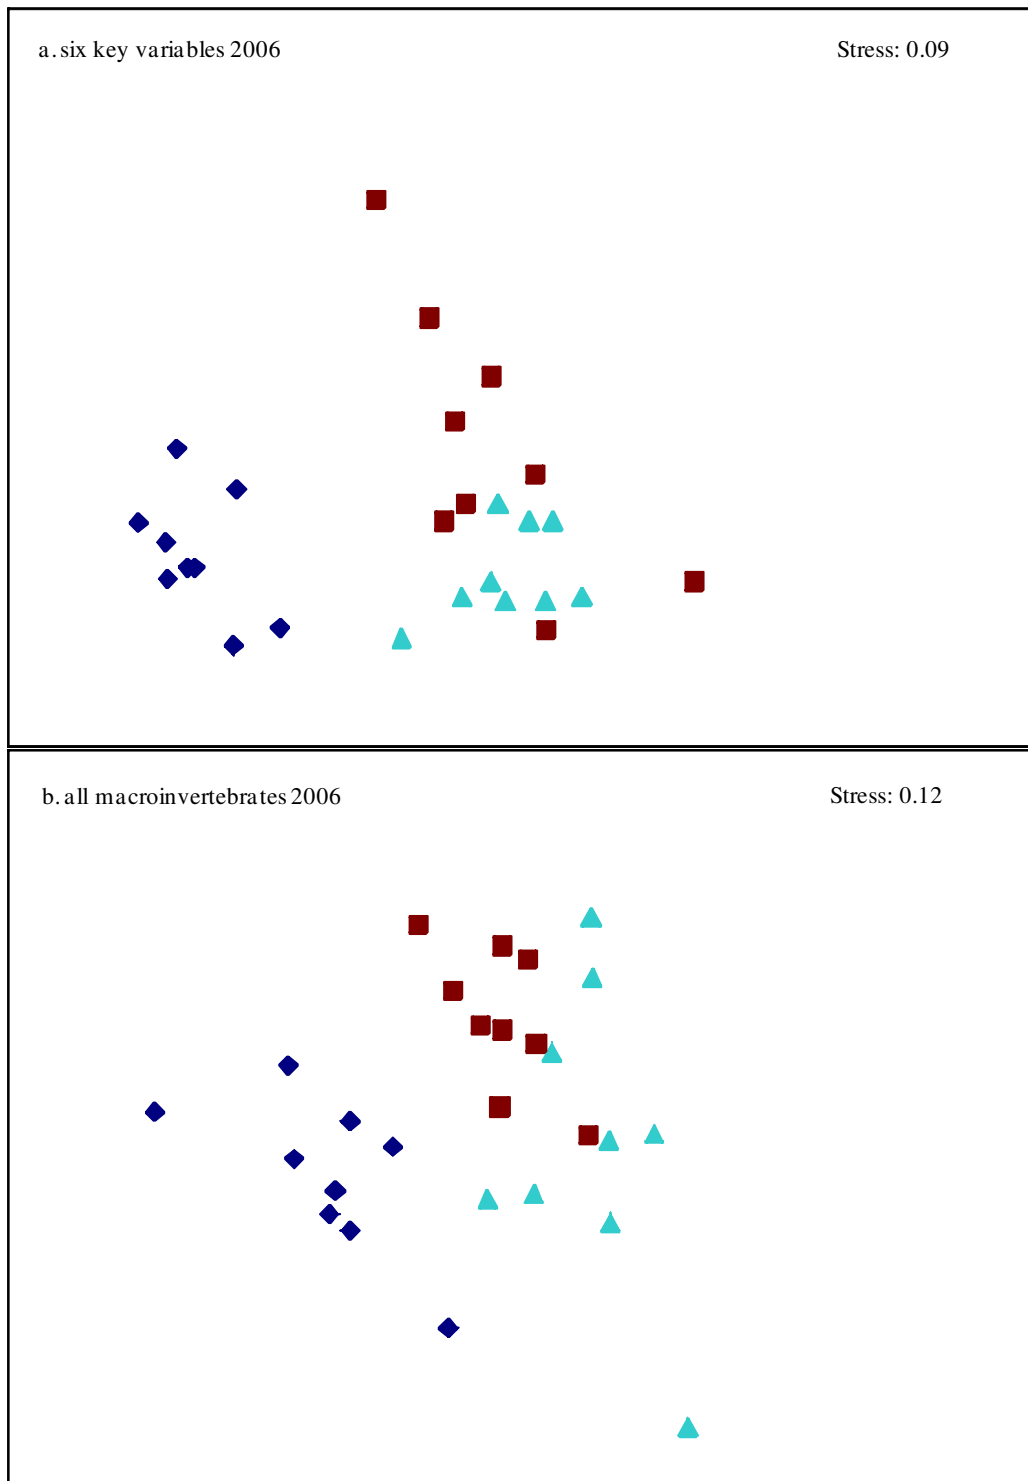 a. six key variables 2006
Stress: 0.09
b. all macroinvertebrates 2006
Stress: 0.12